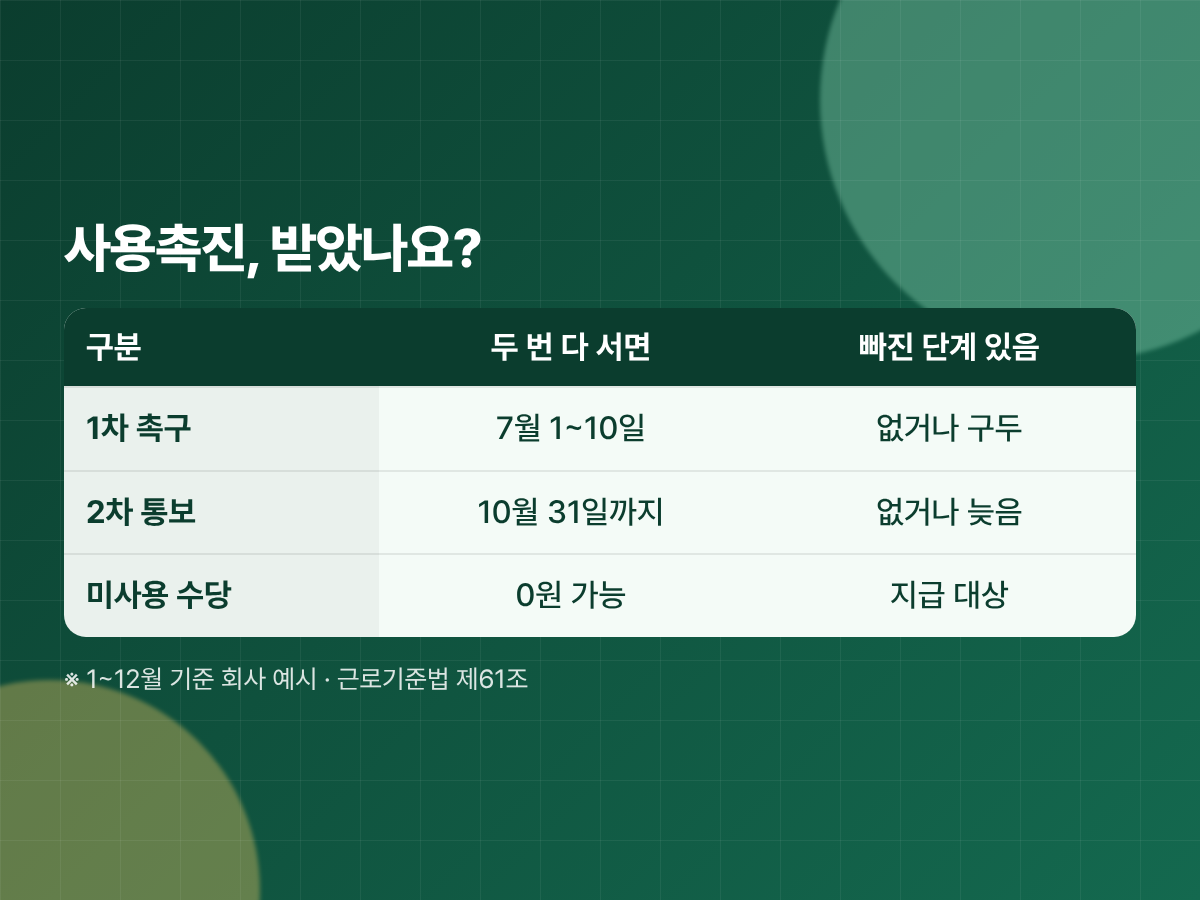 사용촉진, 받았나요?
구분 두 번 다 서면 빠진 단계 있음
1차 촉구 7월 1~10일 없거나 구두
2차 통보 10월 31일까지 없거나 늦음
미사용 수당 0원 가능 지급 대상
※ 1~12월 기준 회사 예시 · 근로기준법 제61조